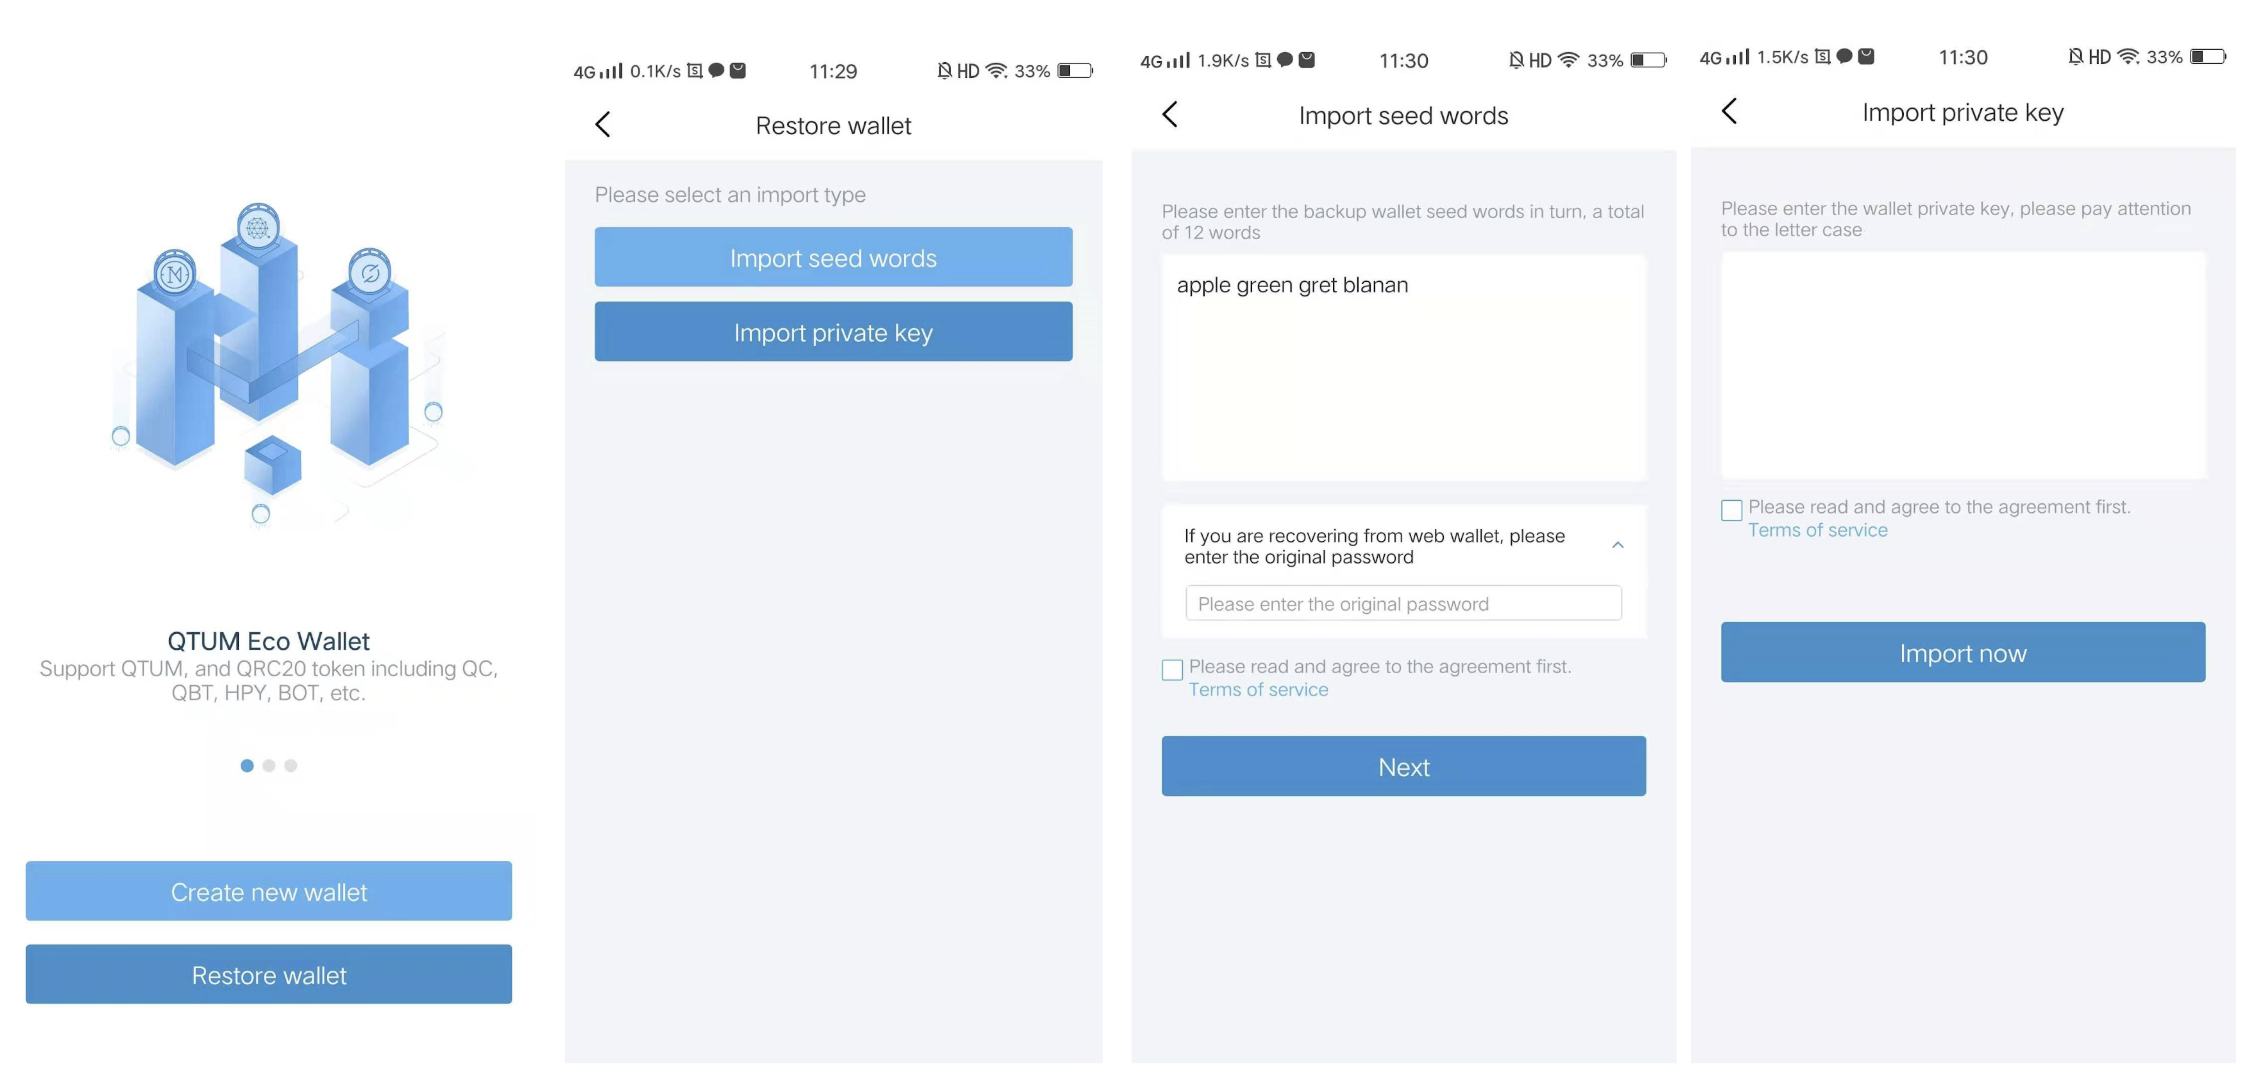 QTUM Eco Wallet
Support QTUM, and QRC20 token including QC,
QBT, HPY, BOT, etc.
Create new wallet
Restore wallet
4G 0.1K/s 11:29 HD 33%
Restore wallet
Please select an import type
Import seed words
Import private key
4G 1.9K/s 11:30 HD 33%
Import seed words
Please enter the backup wallet seed words in turn, a total
of 12 words
apple green gret blanan
If you are recovering from web wallet, please
enter the original password
Please enter the original password
Please read and agree to the agreement first.
Terms of service
Next
4G 1.5K/s 11:30 HD 33%
Import private key
Please enter the wallet private key, please pay attention
to the letter case
Please read and agree to the agreement first.
Terms of service
Import now